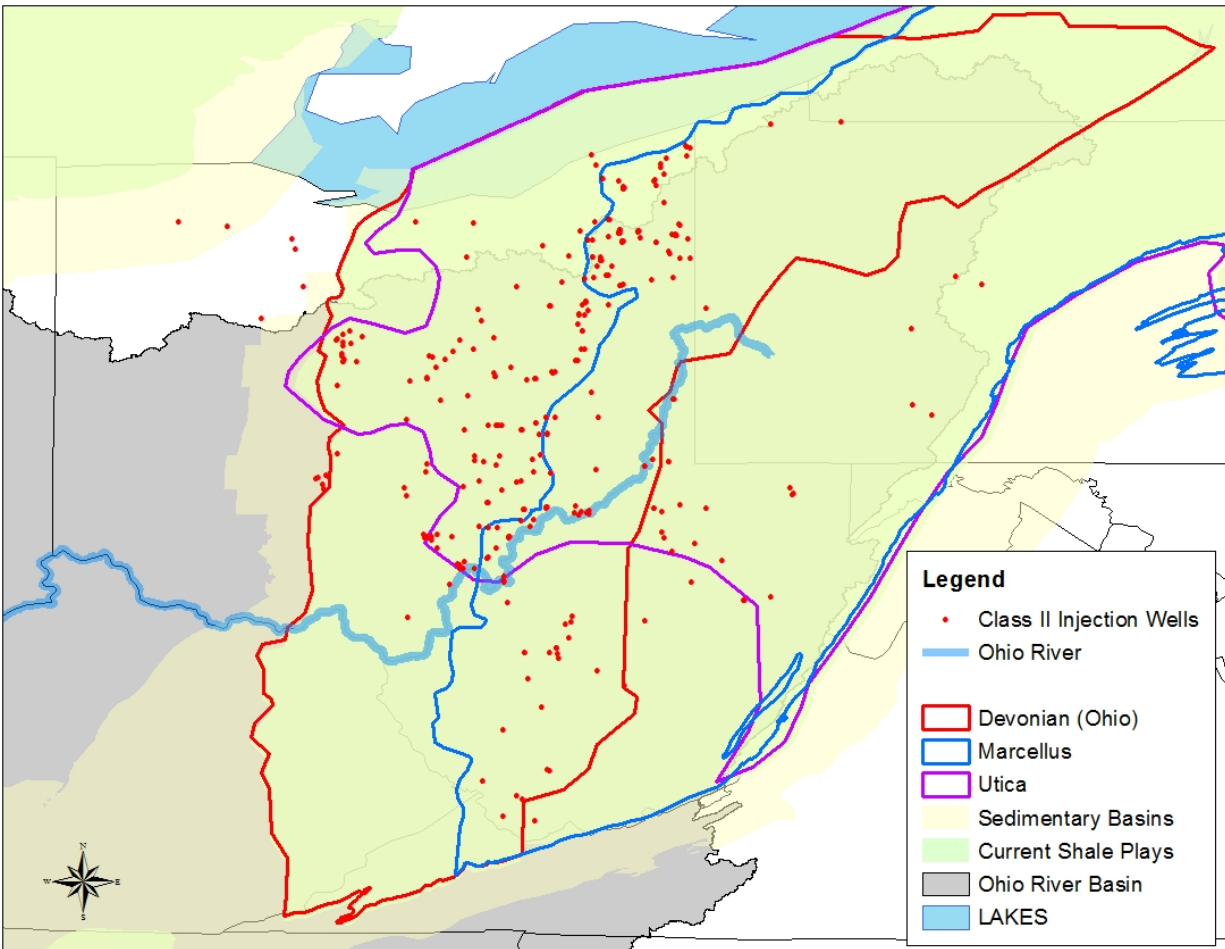 Legend
Class II Injection Wells
Ohio River
Devonian (Ohio)
Marcellus
Utica
Sedimentary Basins
Current Shale Plays
Ohio River Basin
LAKES
N
W E
S